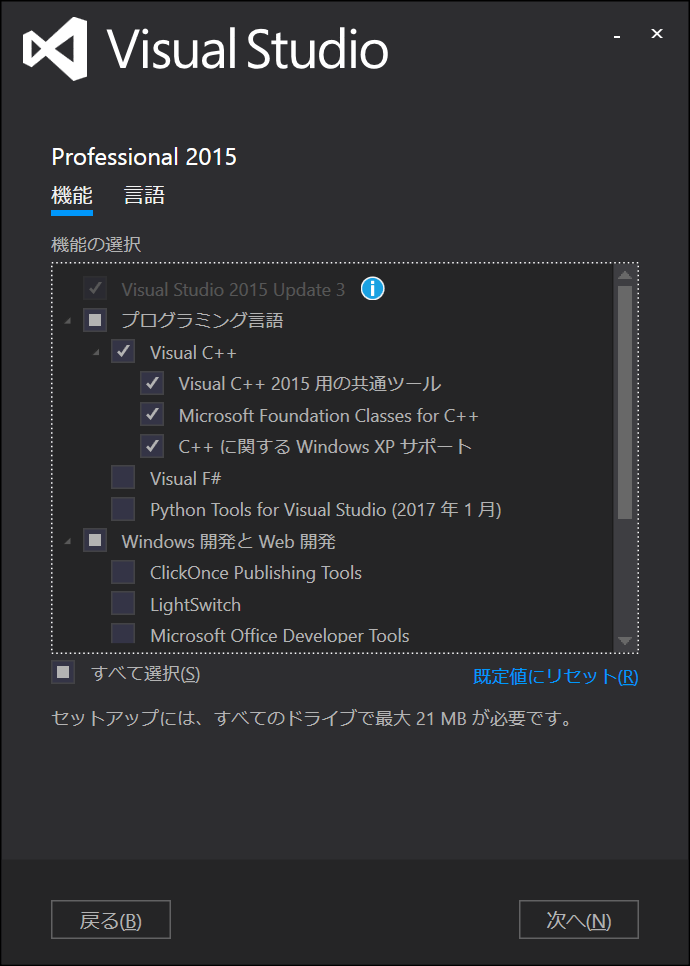 Visual Studio
Professional 2015
機能 言語
機能の選択
Visual Studio 2015 Update 3
プログラミング言語
Visual C++
Visual C++ 2015 用の共通ツール
Microsoft Foundation Classes for C++
C++ に関する Windows XP サポート
Visual F#
Python Tools for Visual Studio (2017 年 1 月)
Windows 開発と Web 開発
ClickOnce Publishing Tools
LightSwitch
Microsoft Office Developer Tools
すべて選択(S) 既定値にリセット(R)
セットアップには、すべてのドライブで最大 21 MB が必要です。
戻る(B) 次へ(N)